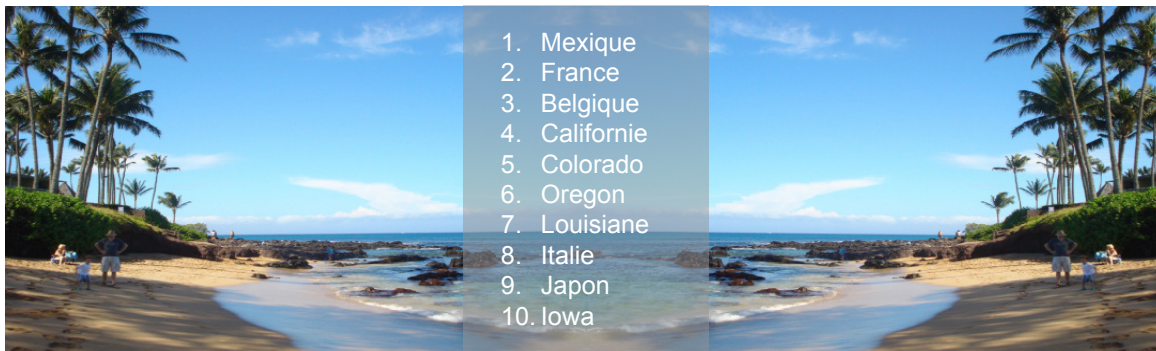 1. Mexique
2. France
3. Belgique
4. Californie
5. Colorado
6. Oregon
7. Louisiane
8. Italie
9. Japon
10. Iowa